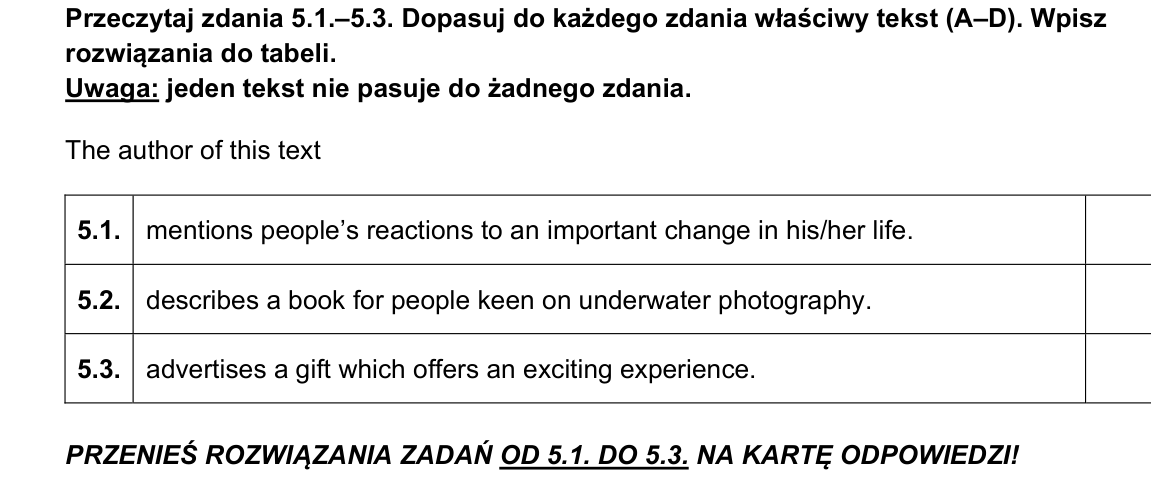 Przeczytaj zdania 5.1.–5.3. Dopasuj do każdego zdania właściwy tekst (A–D). Wpisz
rozwiązania do tabeli.
Uwaga: jeden tekst nie pasuje do żadnego zdania.
The author of this text
5.1. mentions people’s reactions to an important change in his/her life.
5.2. describes a book for people keen on underwater photography.
5.3. advertises a gift which offers an exciting experience.
PRZENIEŚ ROZWIĄZANIA ZADAŃ OD 5.1. DO 5.3. NA KARTĘ ODPOWIEDZI!